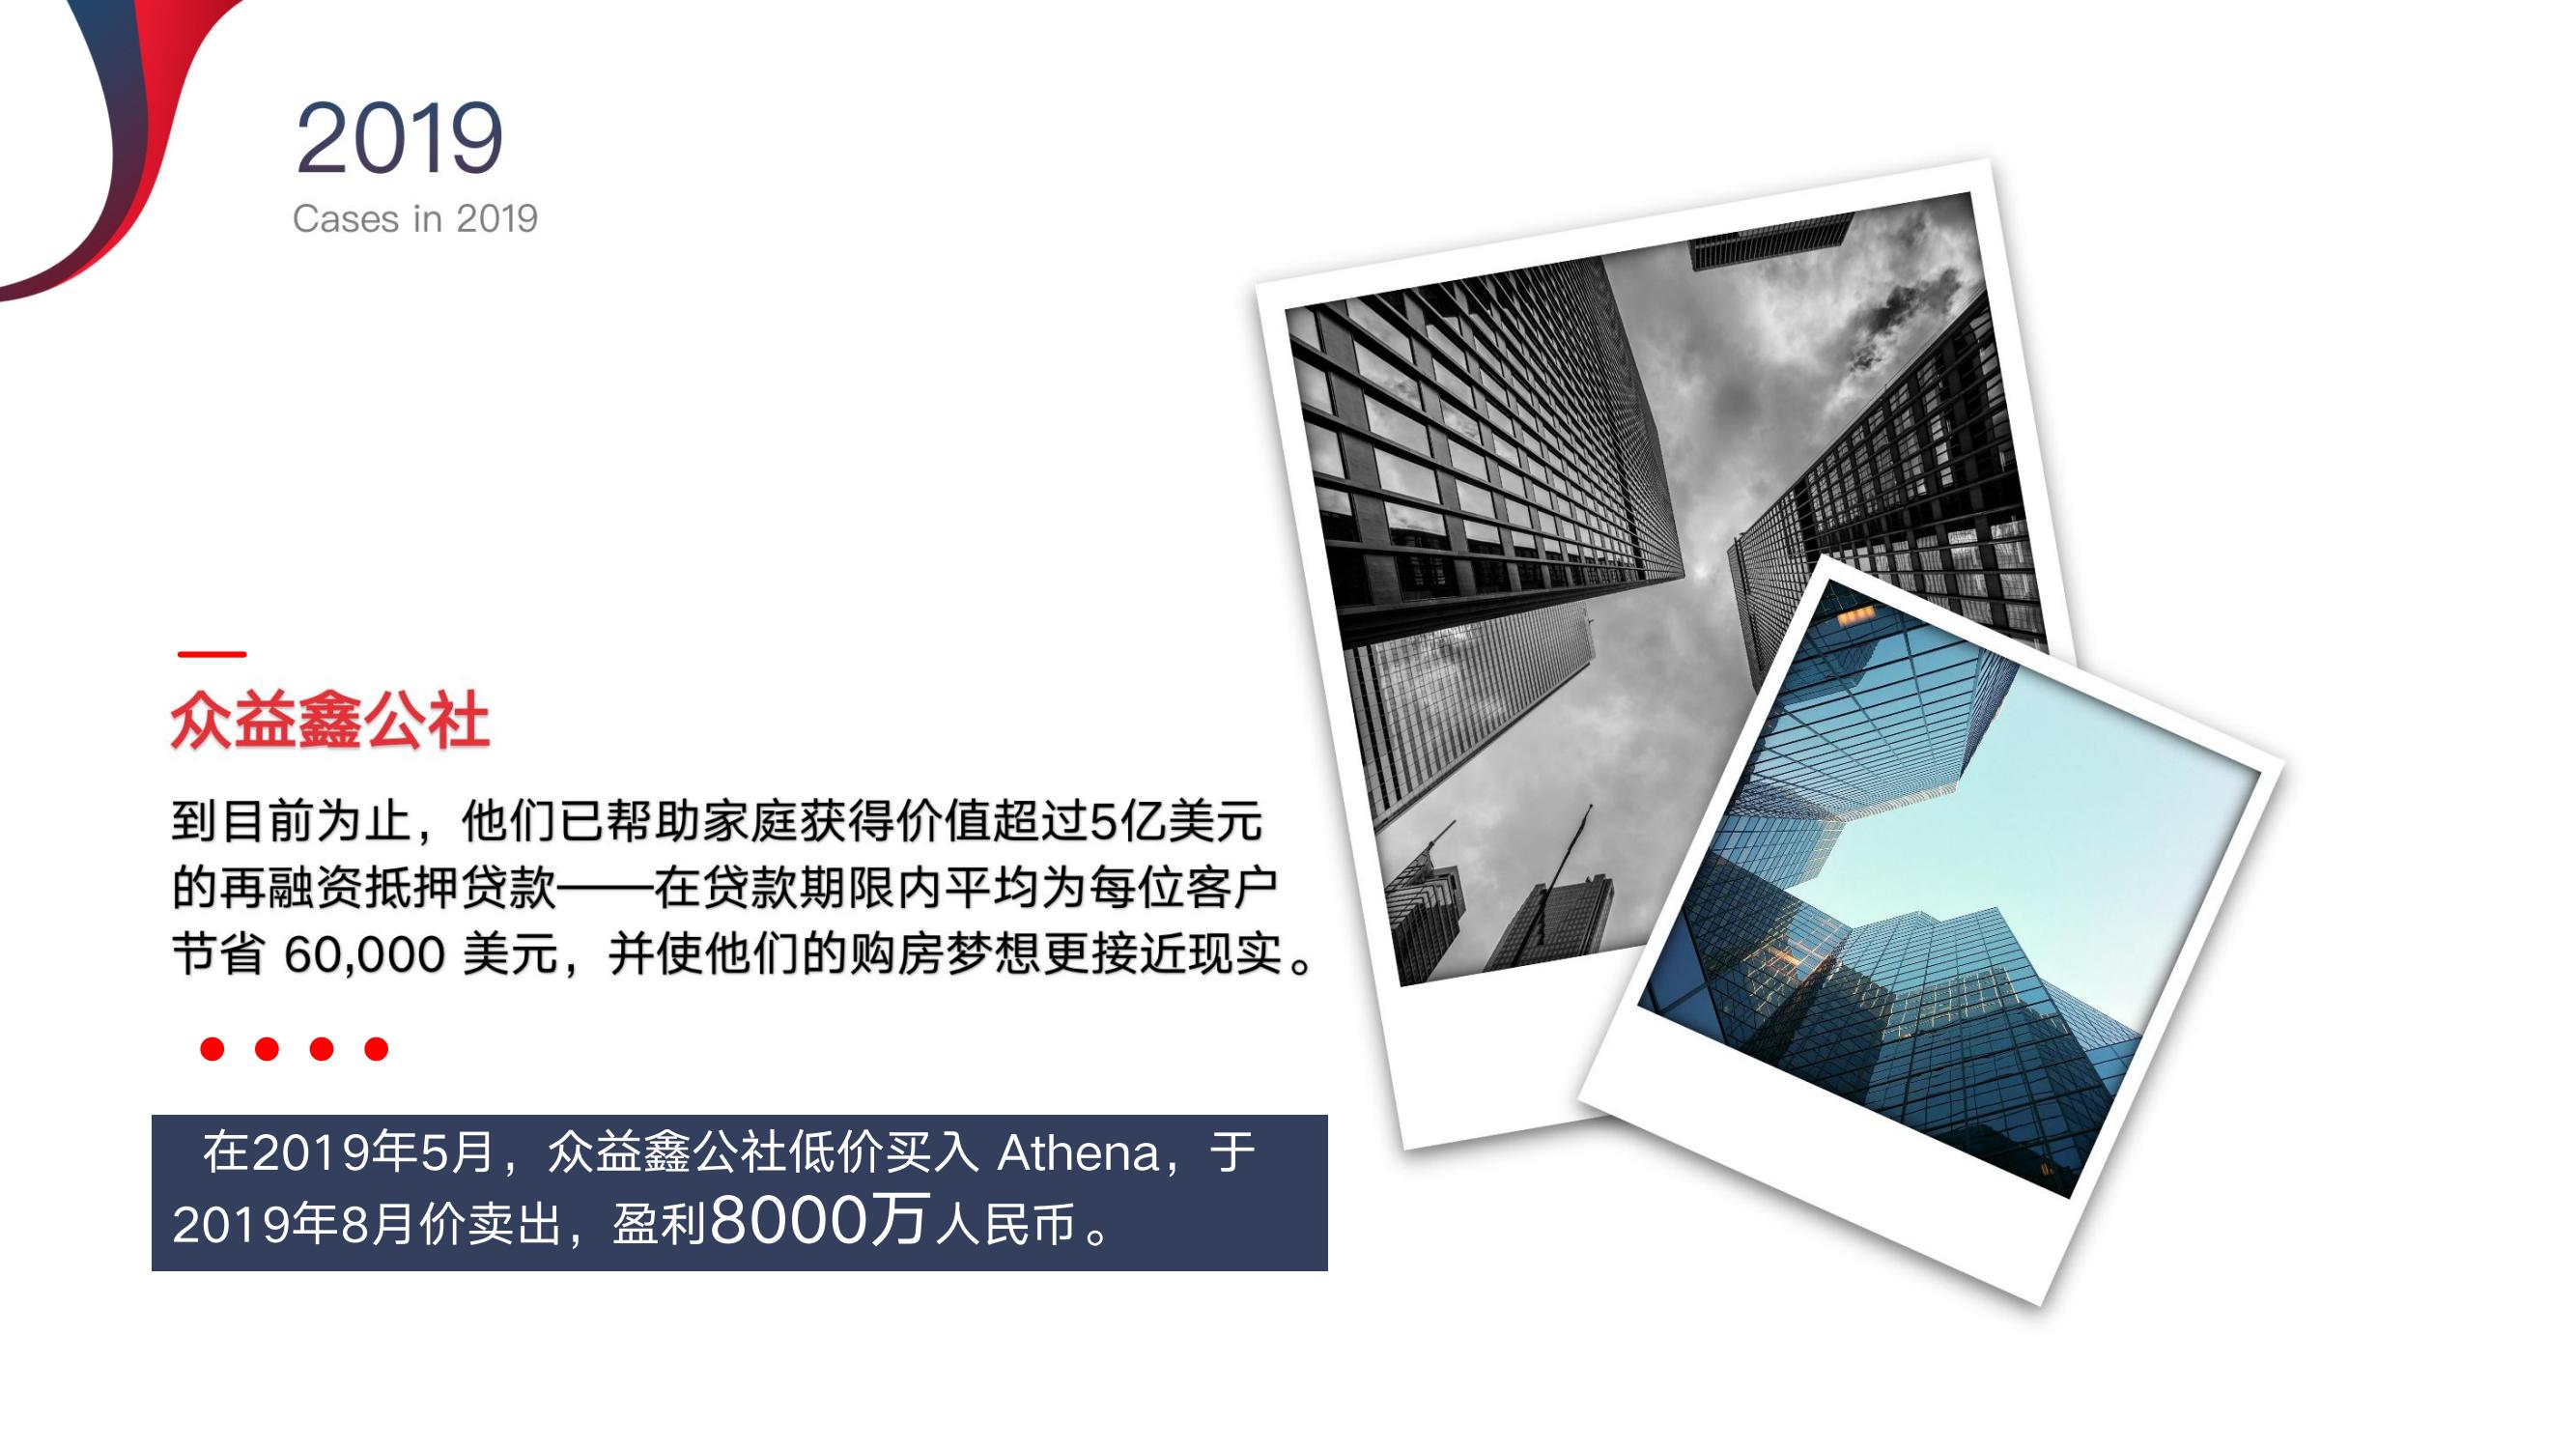 2019
Cases in 2019
众益鑫公社
到目前为止，他们已帮助家庭获得价值超过5亿美元
的再融资抵押贷款——在贷款期限内平均为每位客户
节省 60,000 美元，并使他们的购房梦想更接近现实。
在2019年5月，众益鑫公社低价买入 Athena，于
2019年8月价卖出，盈利8000万人民币。